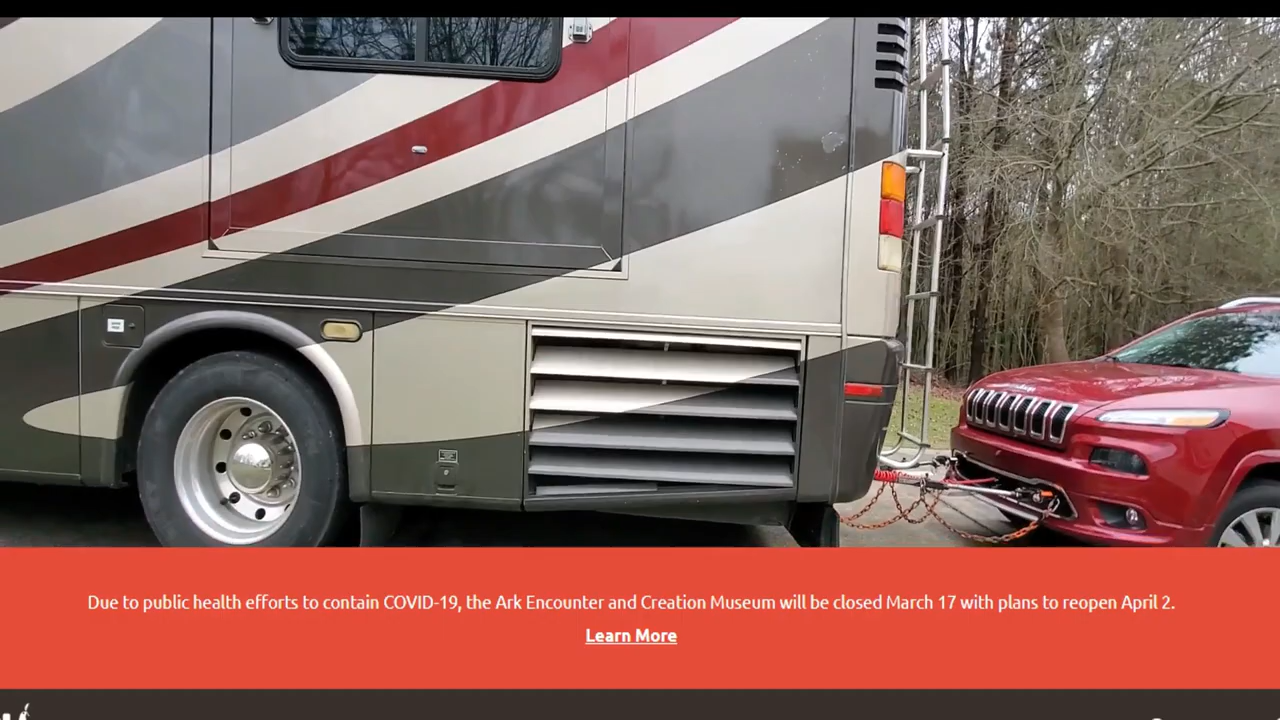 Due to public health efforts to contain COVID-19, the Ark Encounter and Creation Museum will be closed March 17 with plans to reopen April 2.
Learn More